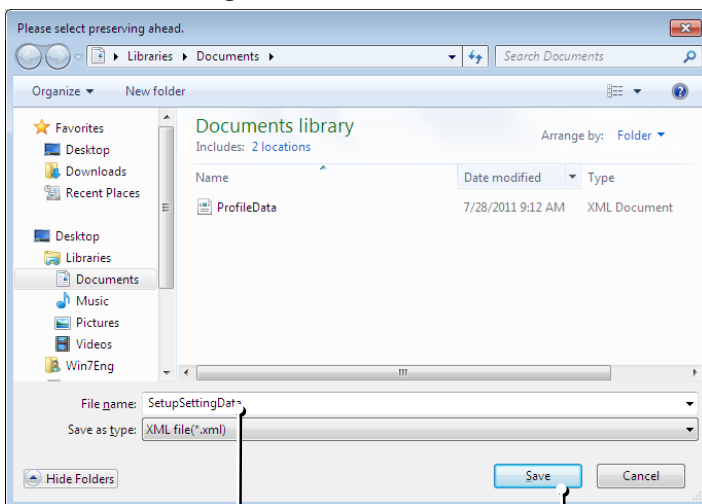 Please select preserving ahead.
Libraries ▸ Documents ▸
Search Documents
Organize ▾ New folder
Favorites
Desktop
Downloads
Recent Places
Desktop
Libraries
Documents
Music
Pictures
Videos
Win7Eng
Documents library
Includes: 2 locations
Arrange by: Folder ▾
Name Date modified Type
ProfileData 7/28/2011 9:12 AM XML Document
File name: SetupSettingData
Save as type: XML file(*.xml)
Hide Folders Save Cancel